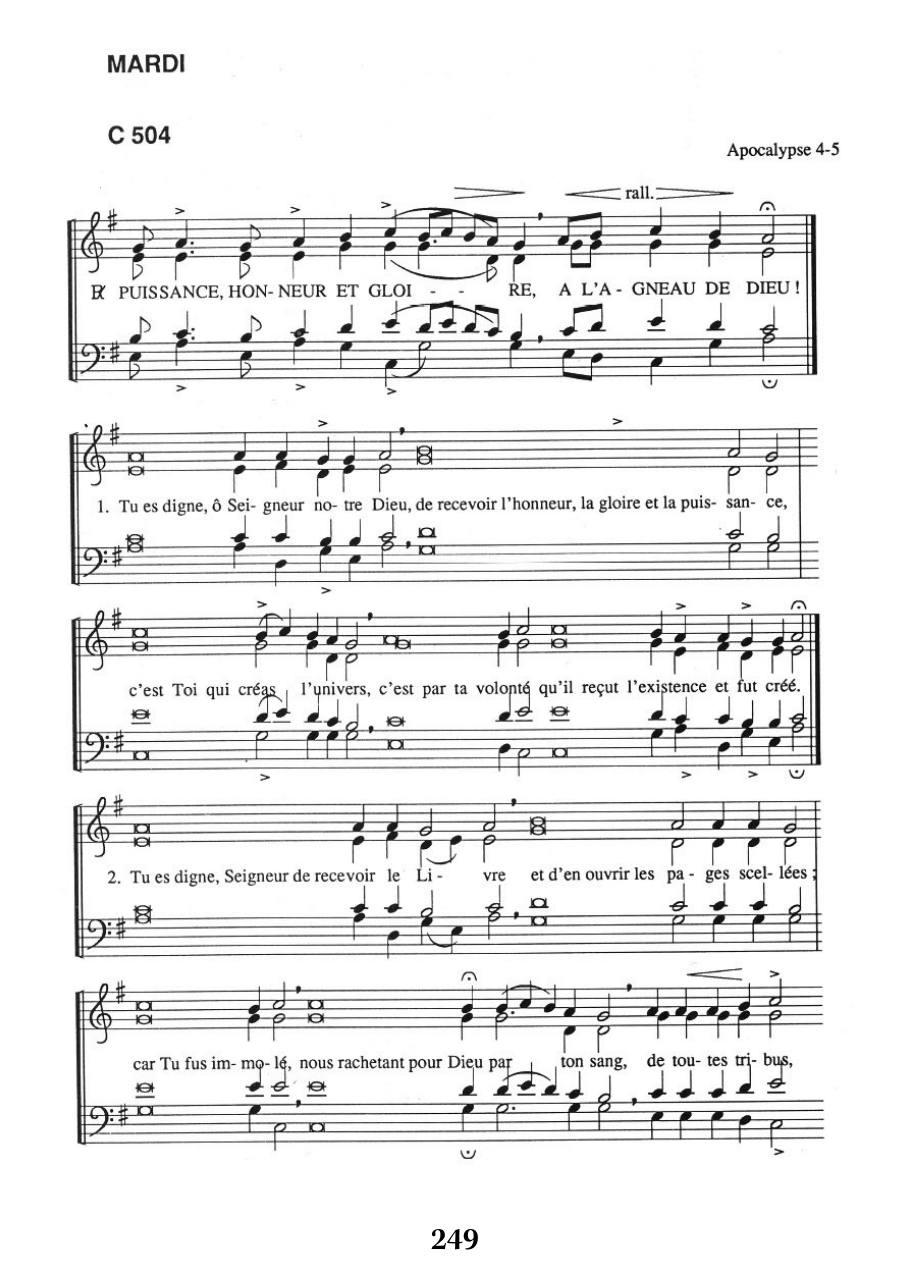 MARDI
C 504
Apocalypse 4-5
rall.
℟ PUISSANCE, HON- NEUR ET GLOI - - RE, A L'A - GNEAU DE DIEU !
1. Tu es digne, ô Sei- gneur no- tre Dieu, de recevoir l'honneur, la gloire et la puis- san- ce,
c'est Toi qui créas l'univers, c'est par ta volonté qu'il reçut l'existence et fut créé.
2. Tu es digne, Seigneur de recevoir le Li - vre et d'en ouvrir les pa - ges scel- lées ;
car Tu fus im- mo- lé, nous rachetant pour Dieu par ton sang, de tou- tes tri- bus,
249